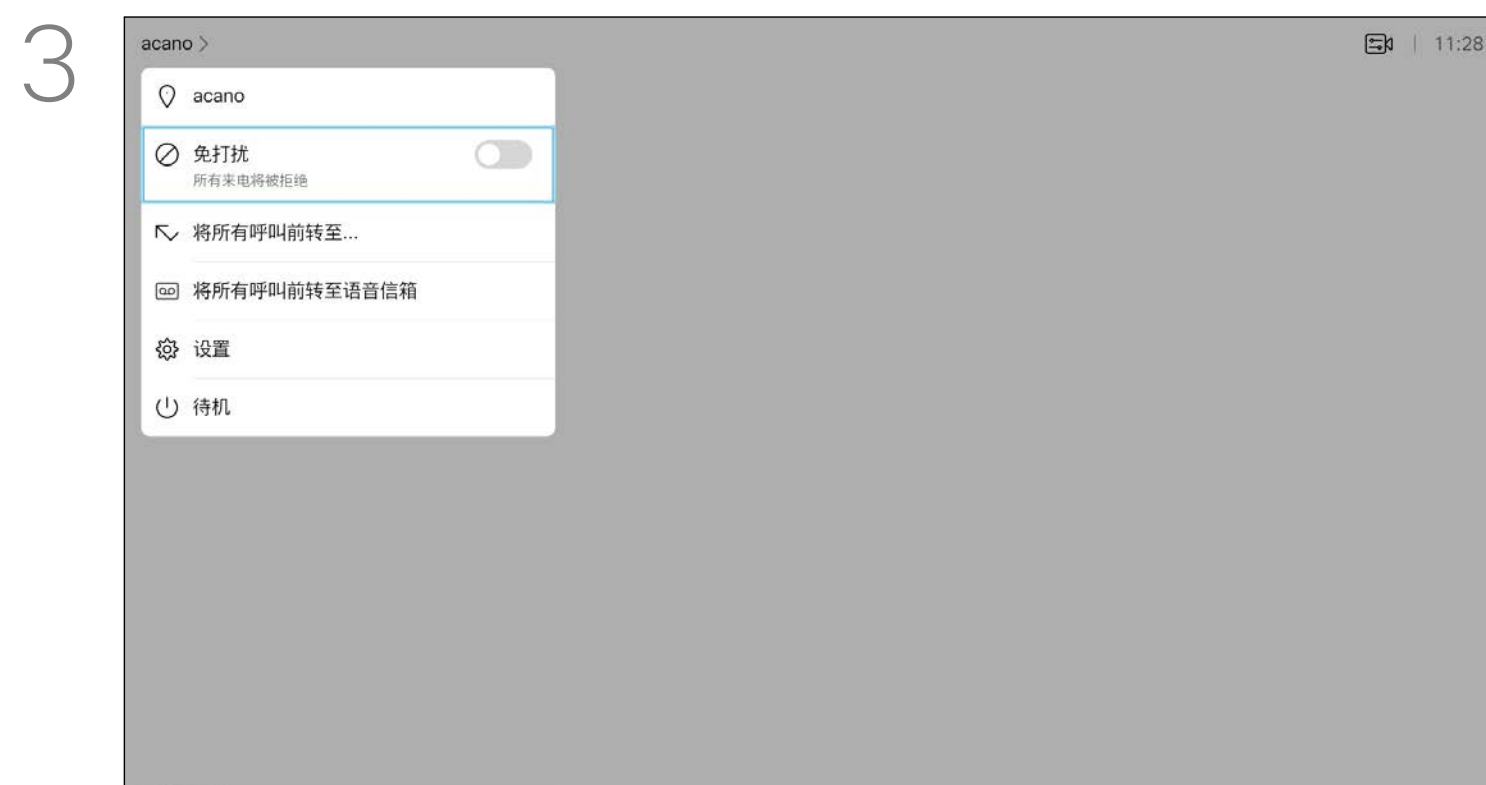 3
acano >
11:28
acano
免打扰
所有来电将被拒绝
将所有呼叫前转至...
将所有呼叫前转至语音信箱
设置
待机